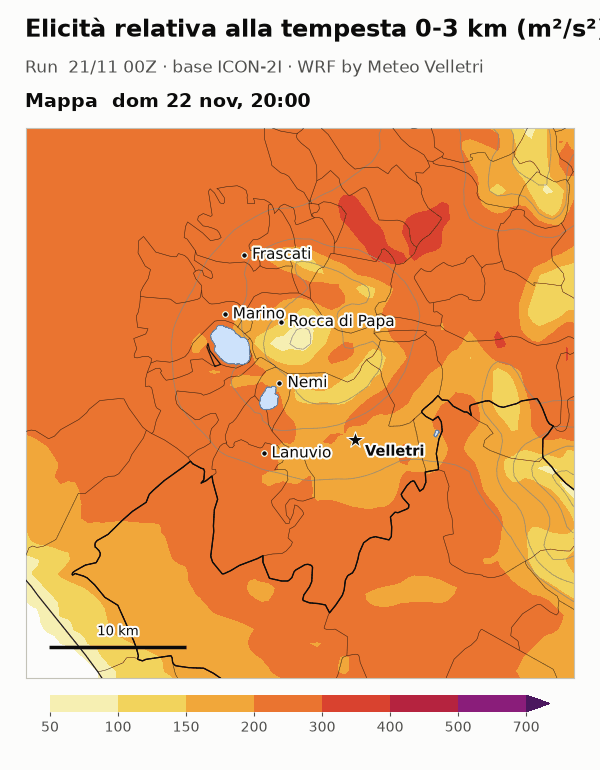 Elicità relativa alla tempesta 0-3 km (m²/s²)
Run 21/11 00Z · base ICON-2I · WRF by Meteo Velletri
Mappa dom 22 nov, 20:00
Frascati
Marino
Rocca di Papa
Nemi
Velletri
Lanuvio
10 km
50 100 150 200 300 400 500 700